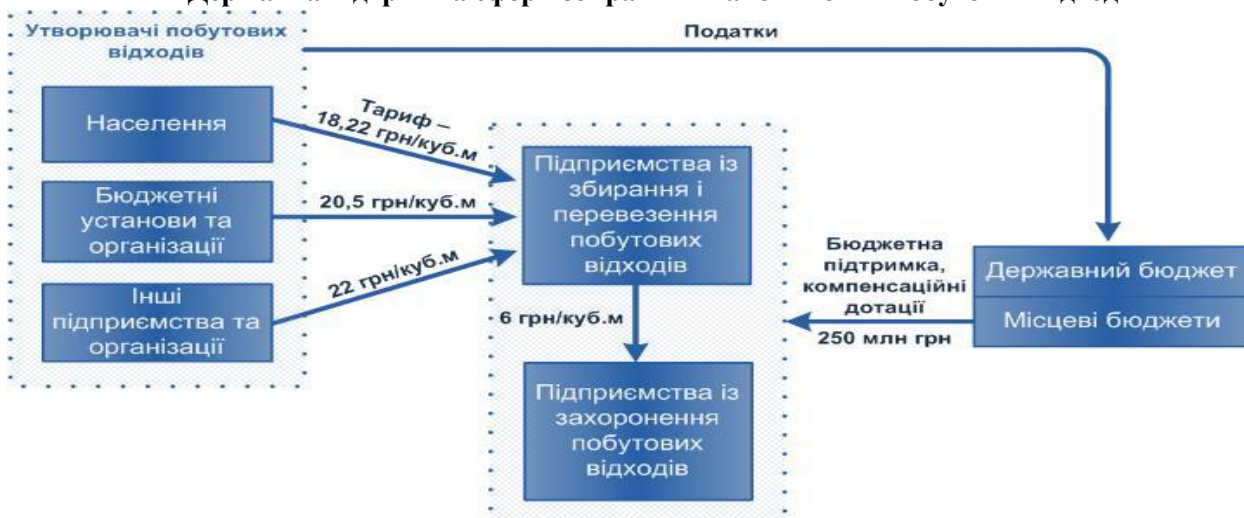 Утворювачі побутових
відходів
Податки
Населення
Тариф –
18,22 грн/куб.м
Бюджетні
установи та
організації
20,5 грн/куб.м
Інші
підприємства та
організації
22 грн/куб.м
Підприємства із
збирання і
перевезення
побутових
відходів
6 грн/куб.м
Підприємства із
захоронення
побутових
відходів
Бюджетна
підтримка,
компенсаційні
дотації
250 млн грн
Державний бюджет
Місцеві бюджети